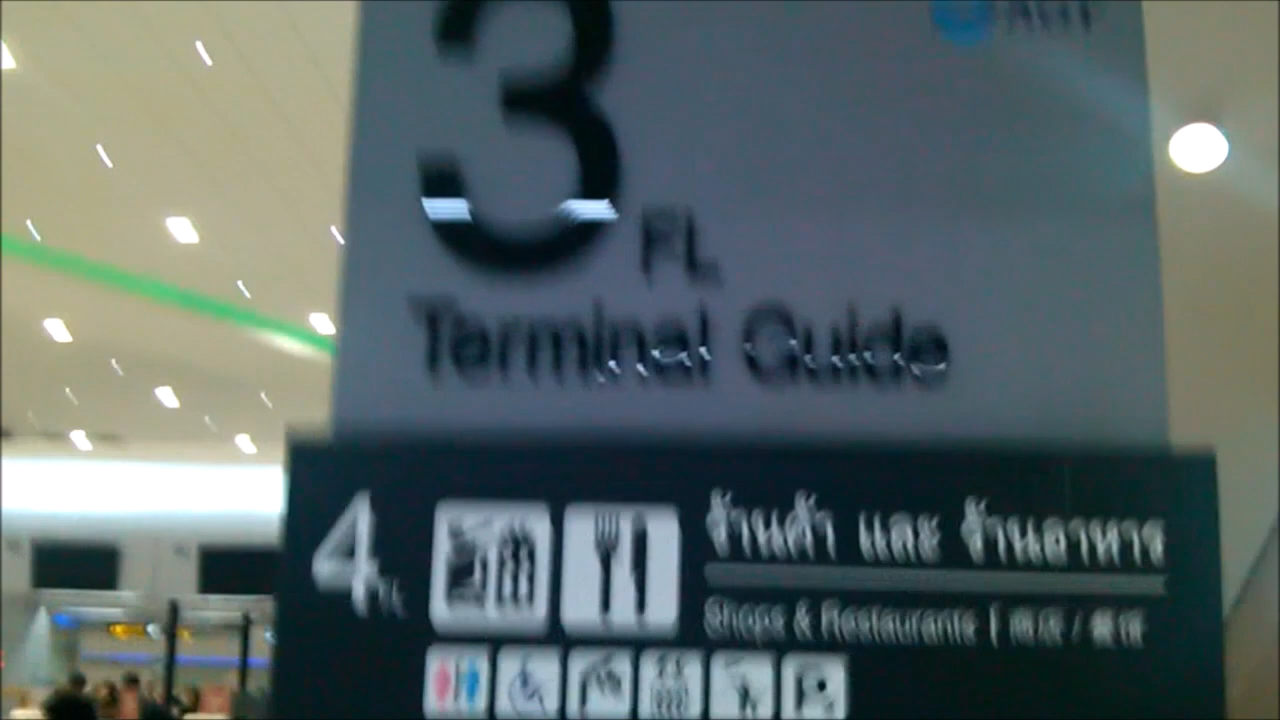 3 FL.
Terminal Guide
4 FL.
ร้านค้า และ ร้านอาหาร
Shops & Restaurants |